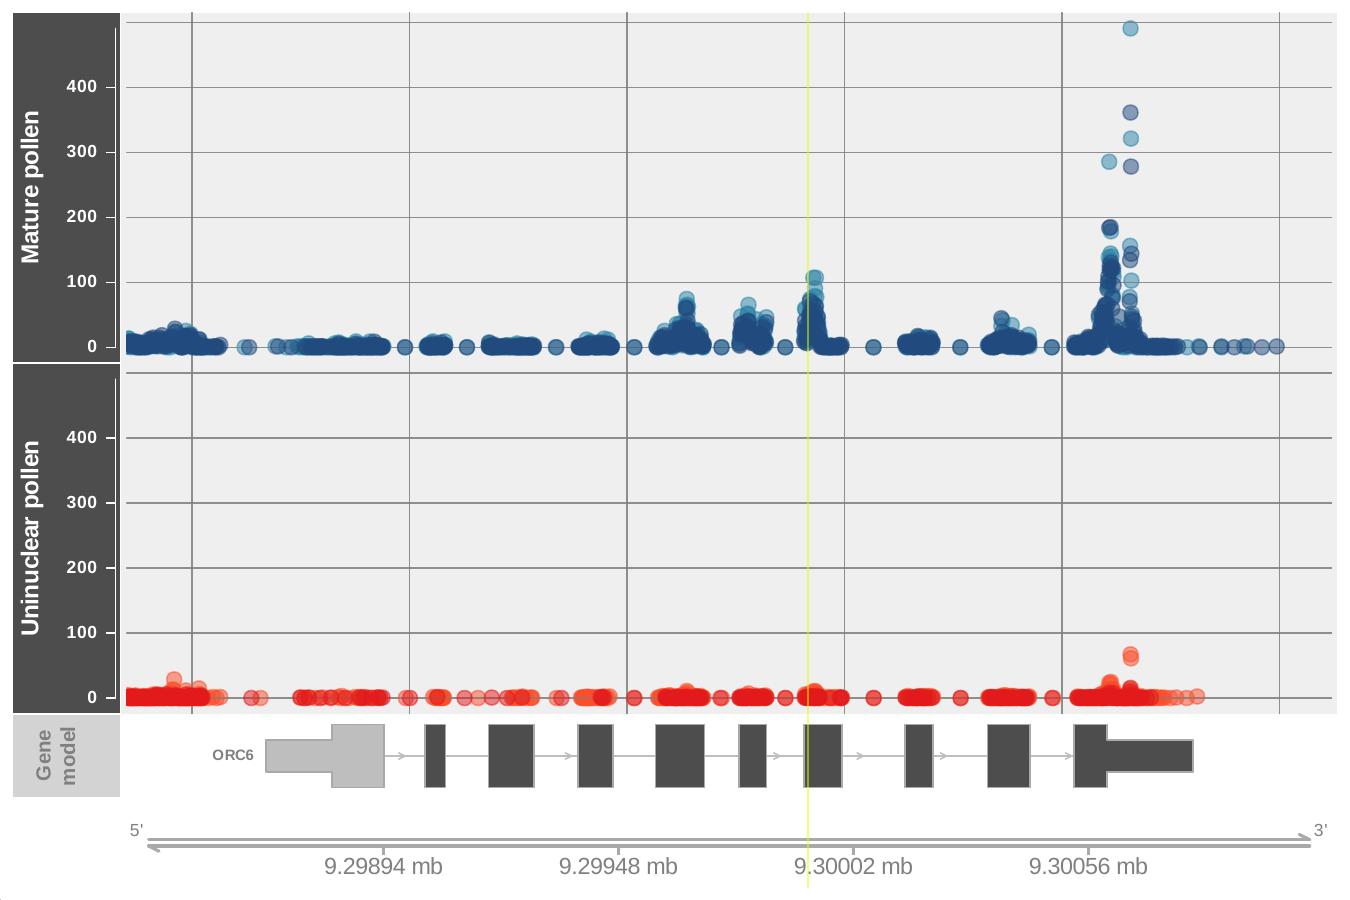 Mature pollen
400
300
200
100
0
Uninuclear pollen
400
300
200
100
0
Gene
model
ORC6
5'
3'
9.29894 mb
9.29948 mb
9.30002 mb
9.30056 mb